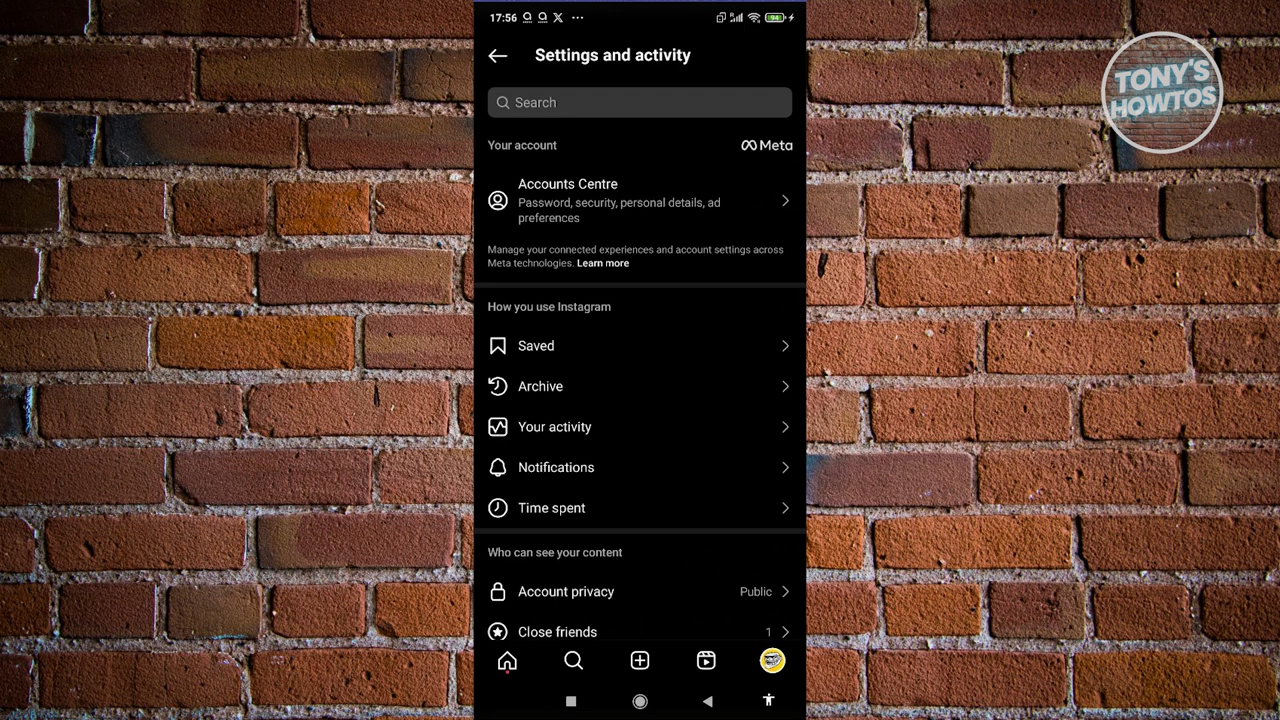 17:56
94
TONY'S
HOWTOS
Settings and activity
Search
Your account
Meta
Accounts Centre
Password, security, personal details, ad
preferences
Manage your connected experiences and account settings across
Meta technologies. Learn more
How you use Instagram
Saved
Archive
Your activity
Notifications
Time spent
Who can see your content
Account privacy
Public
Close friends
1